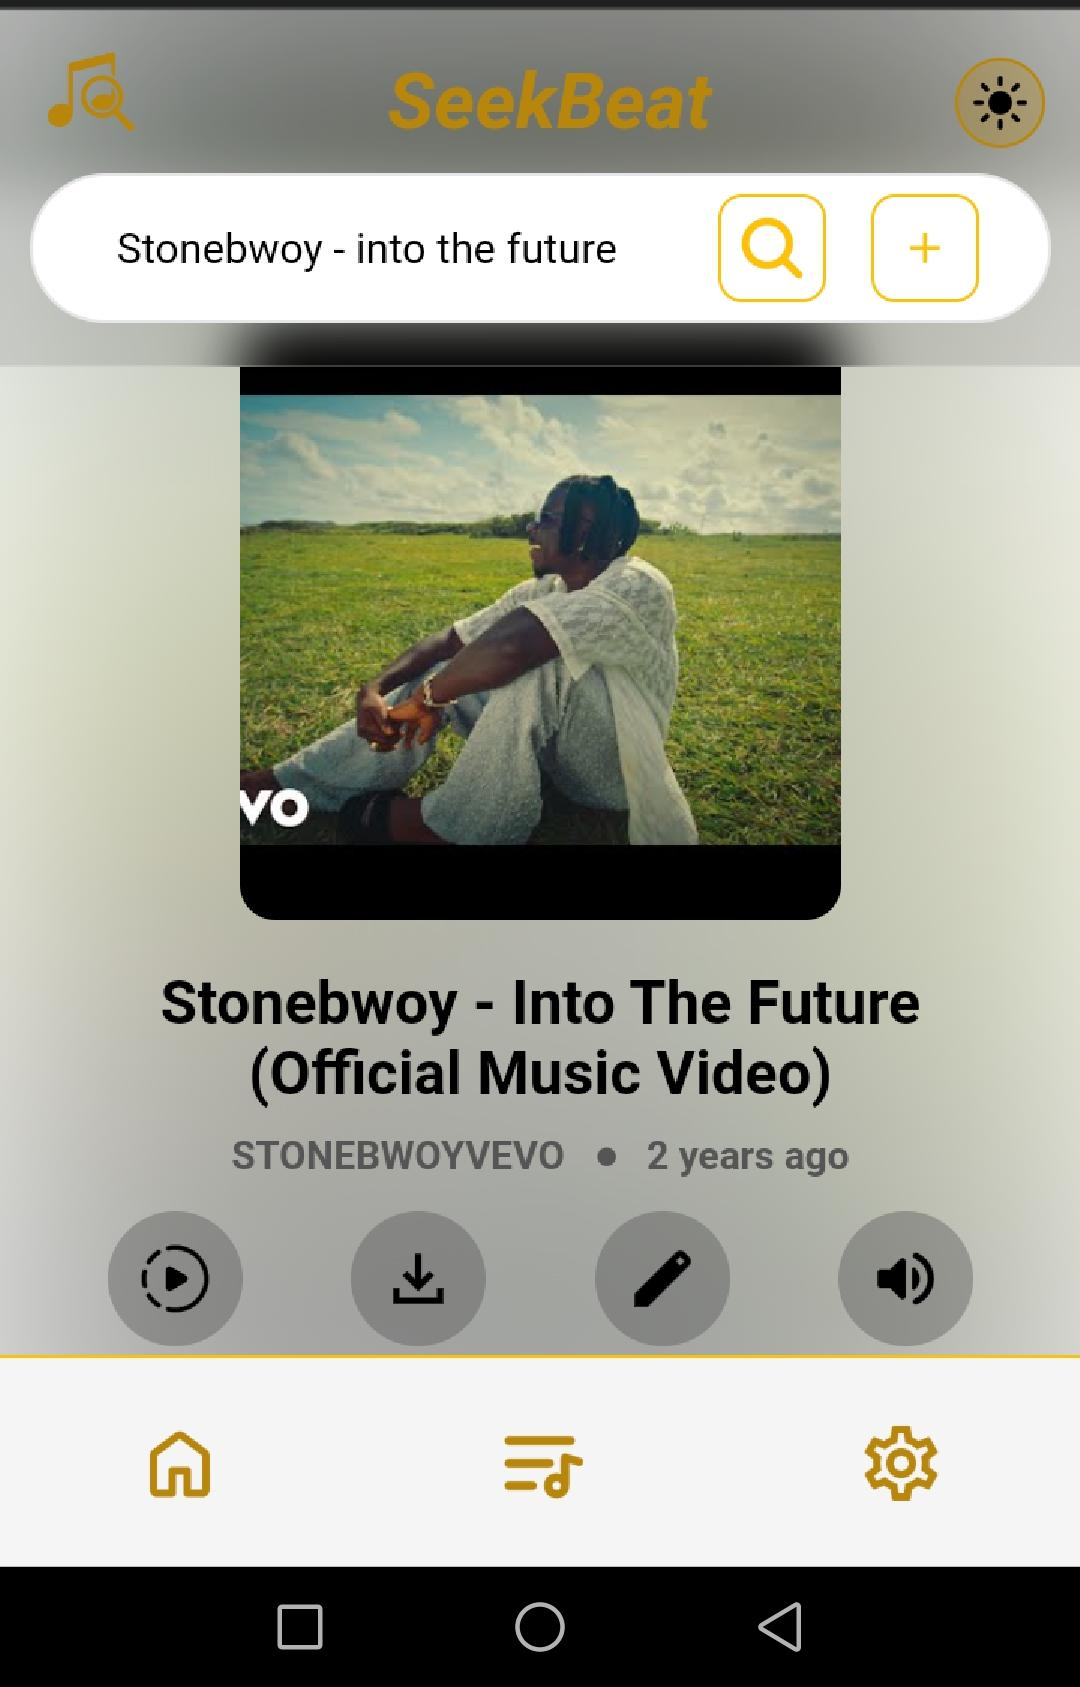 SeekBeat
Stonebwoy - into the future
vo
Stonebwoy - Into The Future
(Official Music Video)
STONEBWOYVEVO ● 2 years ago